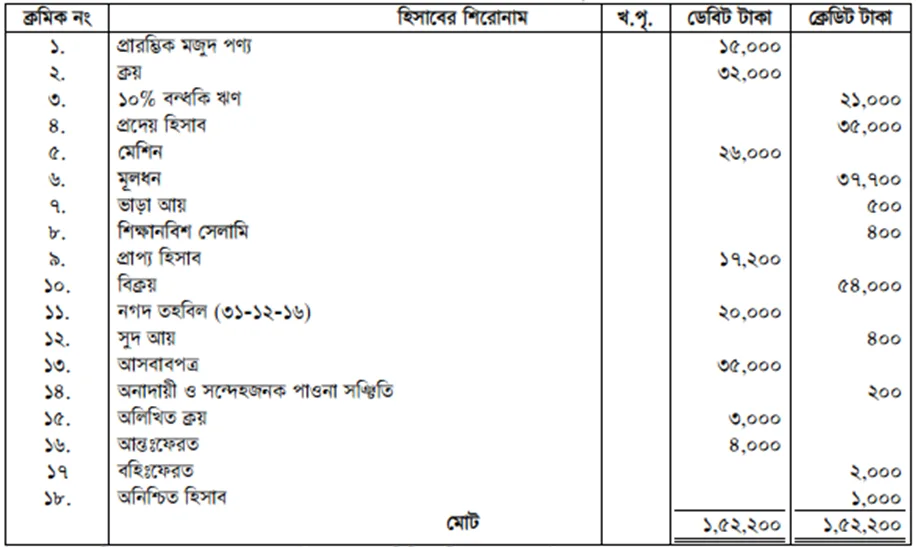 ক্রমিক নং হিসাবের শিরোনাম খ.পৃ. ডেবিট টাকা ক্রেডিট টাকা
১. প্রারম্ভিক মজুদ পণ্য ১৫,০০০
২. ক্রয় ৩২,০০০
৩. ১০% বন্ধকি ঋণ ২১,০০০
৪. প্রদেয় হিসাব ৩৫,০০০
৫. মেশিন ২৬,০০০
৬. মূলধন ৩৭,৭০০
৭. ভাড়া আয় ৫০০
৮. শিক্ষানবিশ সেলামি ৪০০
৯. প্রাপ্য হিসাব ১৭,২০০
১০. বিক্রয় ৫৪,০০০
১১. নগদ তহবিল (৩১-১২-১৬) ২০,০০০
১২. সুদ আয় ৪০০
১৩. আসবাবপত্র ৩৫,০০০
১৪. অনাদায়ী ও সন্দেহজনক পাওনা সঞ্চিতি ২০০
১৫. অলিখিত ক্রয় ৩,০০০
১৬. আন্তঃফেরত ৪,০০০
১৭ বহিঃফেরত ২,০০০
১৮. অনিশ্চিত হিসাব ১,০০০
মোট ১,৫২,২০০ ১,৫২,২০০